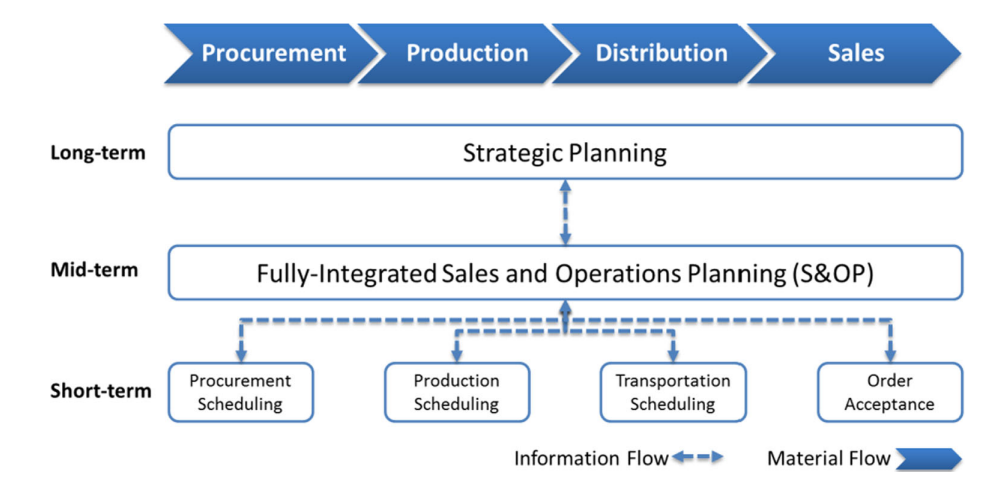 Procurement
Production
Distribution
Sales
Long-term
Strategic Planning
Mid-term
Fully-Integrated Sales and Operations Planning (S&OP)
Short-term
Procurement
Scheduling
Production
Scheduling
Transportation
Scheduling
Order
Acceptance
Information Flow
Material Flow